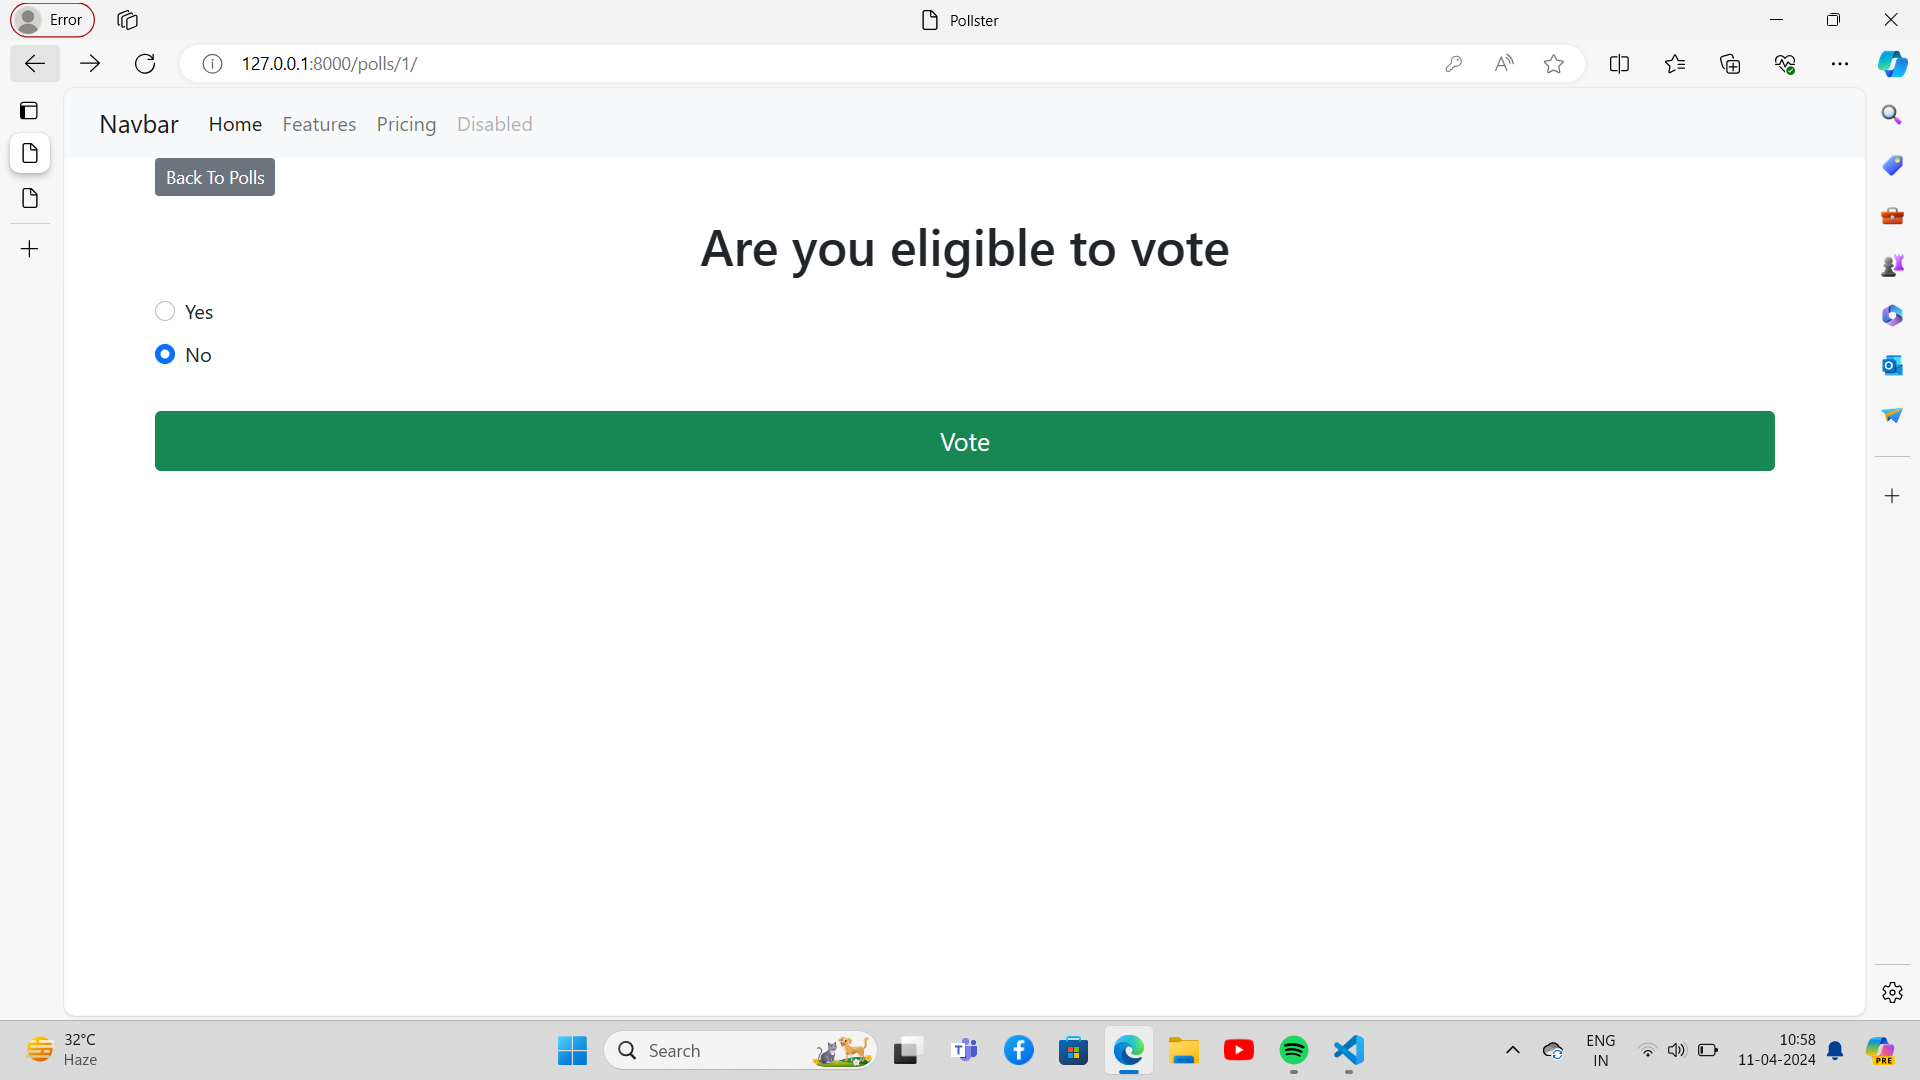 Error
Pollster
127.0.0.1:8000/polls/1/
Navbar Home Features Pricing Disabled
Back To Polls
Are you eligible to vote
Yes
No
Vote
32°C
Haze
Search
ENG
IN
10:58
11-04-2024
PRE